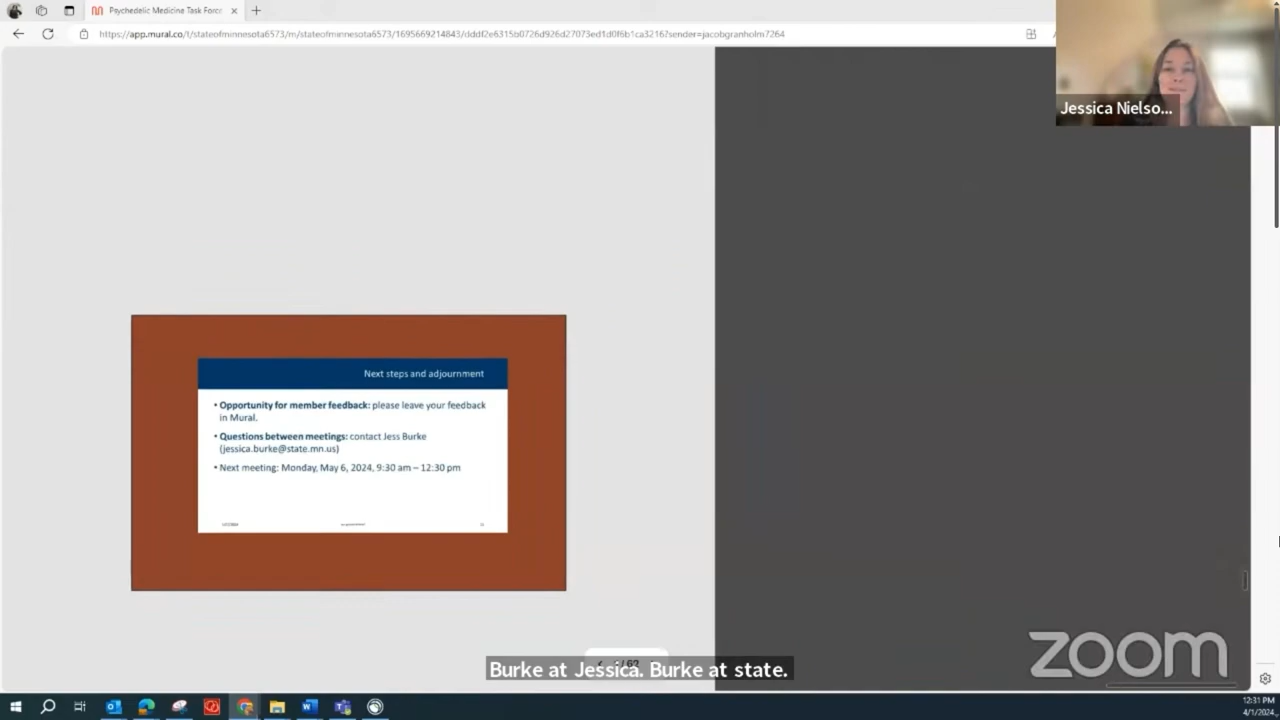 Psychedelic Medicine Task Force
https://app.mural.co/t/stateofminnesota6573/m/stateofminnesota6573/1695669214843/dddf2e6315b0726d926d27073ed1d0f6b1ca3216?sender=jacobgranholm7264
Jessica Nielso...
Next steps and adjournment
• Opportunity for member feedback: please leave your feedback
in Mural.
• Questions between meetings: contact Jess Burke
(jessica.burke@state.mn.us)
• Next meeting: Monday, May 6, 2024, 9:30 am – 12:30 pm
zoom
Burke at Jessica. Burke at state.
12:31 PM
4/1/2024